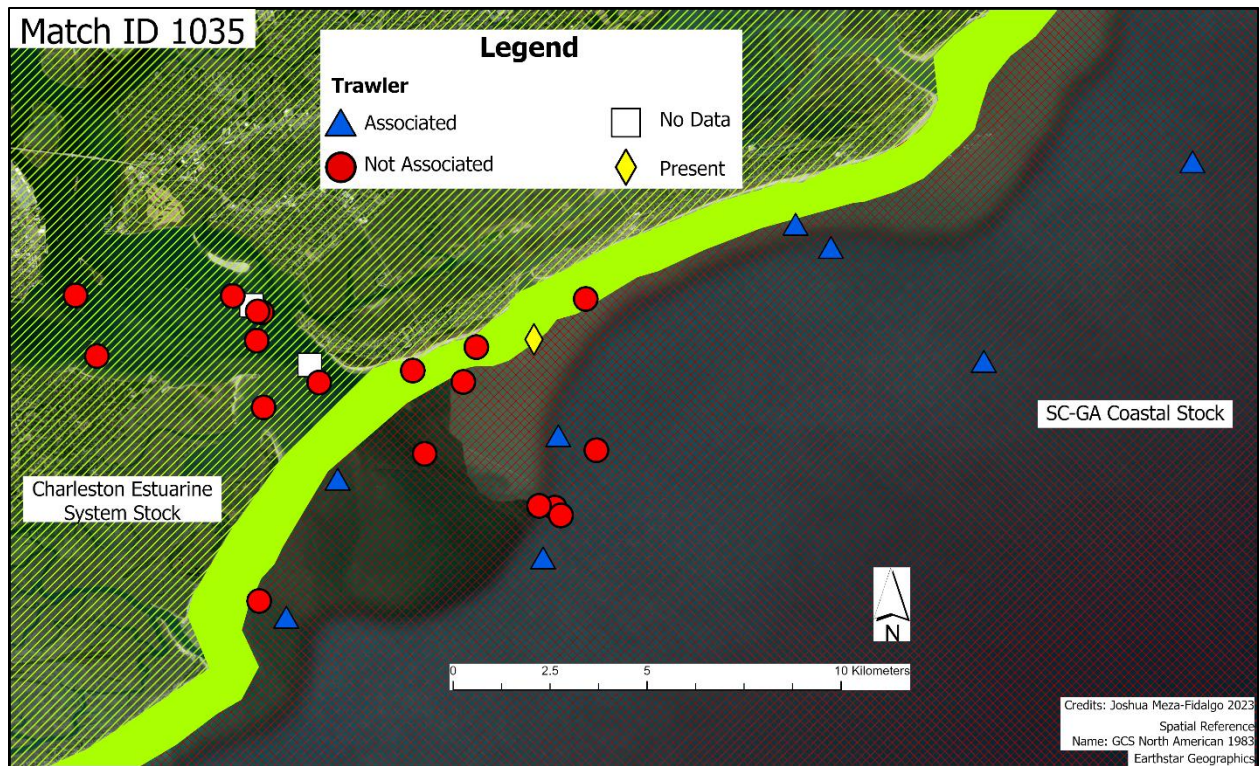 Match ID 1035
Legend
Trawler
Associated
No Data
Not Associated
Present
SC-GA Coastal Stock
Charleston Estuarine
System Stock
N
0 2.5 5 10 Kilometers
Credits: Joshua Meza-Fidalgo 2023
Spatial Reference
Name: GCS North American 1983
Earthstar Geographics